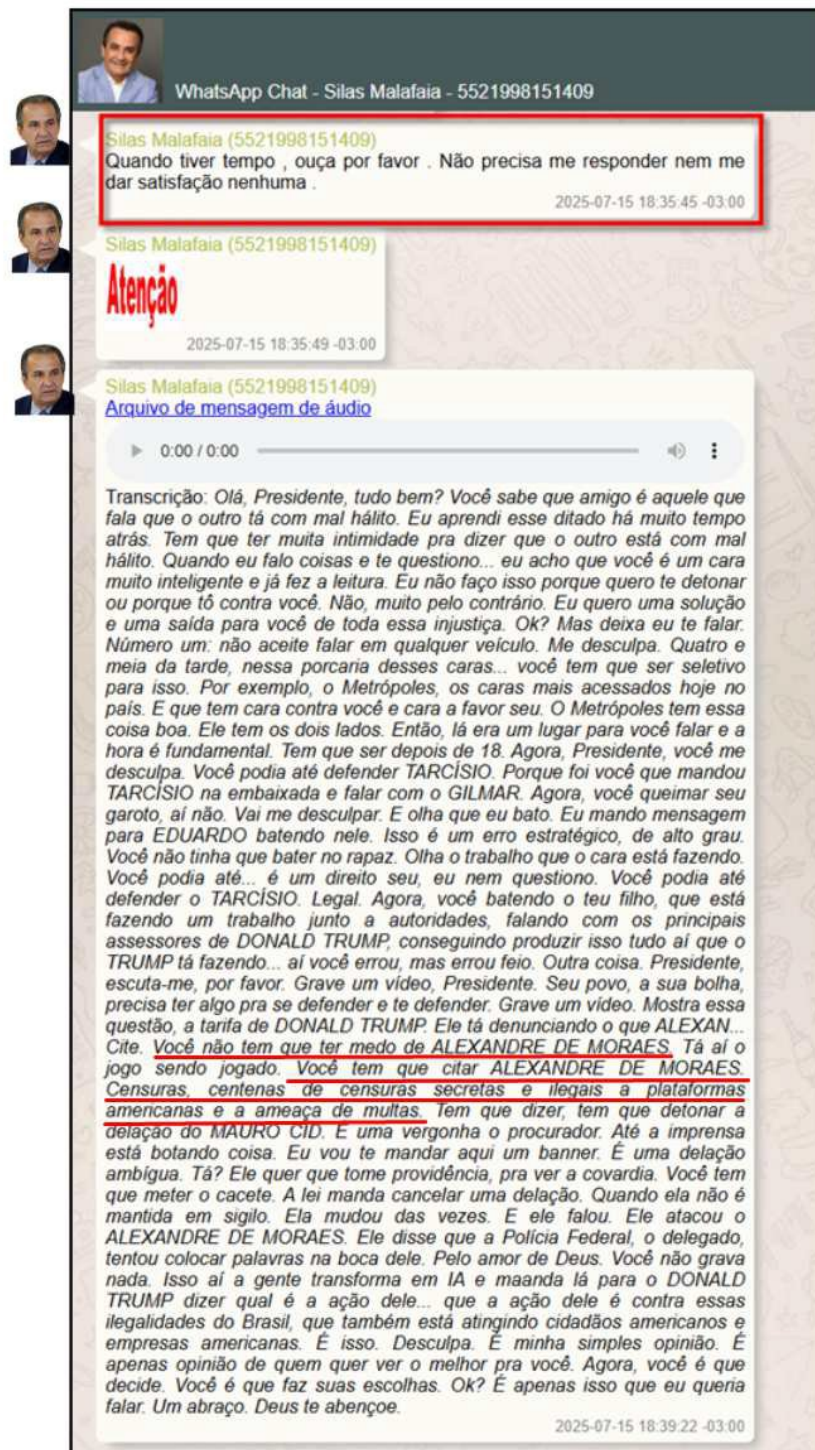 WhatsApp Chat - Silas Malafaia - 5521998151409
Silas Malafaia (5521998151409)
Quando tiver tempo , ouça por favor . Não precisa me responder nem me
dar satisfação nenhuma .
2025-07-15 18:35:45 -03:00
Silas Malafaia (5521998151409)
Atenção
2025-07-15 18:35:49 -03:00
Silas Malafaia (5521998151409)
Arquivo de mensagem de áudio
0:00 / 0:00
Transcrição: Olá, Presidente, tudo bem? Você sabe que amigo é aquele que
fala que o outro tá com mal hálito. Eu aprendi esse ditado há muito tempo
atrás. Tem que ter muita intimidade pra dizer que o outro está com mal
hálito. Quando eu falo coisas e te questiono... eu acho que você é um cara
muito inteligente e já fez a leitura. Eu não faço isso porque quero te detonar
ou porque tô contra você. Não, muito pelo contrário. Eu quero uma solução
e uma saída para você de toda essa injustiça. Ok? Mas deixa eu te falar.
Número um: não aceite falar em qualquer veículo. Me desculpa. Quatro e
meia da tarde, nessa porcaria desses caras... você tem que ser seletivo
para isso. Por exemplo, o Metrópoles, os caras mais acessados hoje no
país. E que tem cara contra você e cara a favor seu. O Metrópoles tem essa
coisa boa. Ele tem os dois lados. Então, lá era um lugar para você falar e a
hora é fundamental. Tem que ser depois de 18. Agora, Presidente, você me
desculpa. Você podia até defender TARCÍSIO. Porque foi você que mandou
TARCÍSIO na embaixada e falar com o GILMAR. Agora, você queimar seu
garoto, aí não. Vai me desculpar. E olha que eu bato. Eu mando mensagem
para EDUARDO batendo nele. Isso é um erro estratégico, de alto grau.
Você não tinha que bater no rapaz. Olha o trabalho que o cara está fazendo.
Você podia até... é um direito seu, eu nem questiono. Você podia até
defender o TARCÍSIO. Legal. Agora, você batendo o teu filho, que está
fazendo um trabalho junto a autoridades, falando com os principais
assessores de DONALD TRUMP, conseguindo produzir isso tudo aí que o
TRUMP tá fazendo... aí você errou, mas errou feio. Outra coisa. Presidente,
escuta-me, por favor. Grave um vídeo, Presidente. Seu povo, a sua bolha,
precisa ter algo pra se defender e te defender. Grave um vídeo. Mostra essa
questão, a tarifa de DONALD TRUMP. Ele tá denunciando o que ALEXAN...
Cite. Você não tem que ter medo de ALEXANDRE DE MORAES. Tá aí o
jogo sendo jogado. Você tem que citar ALEXANDRE DE MORAES.
Censuras, centenas de censuras secretas e ilegais a plataformas
americanas e a ameaça de multas. Tem que dizer, tem que detonar a
delação do MAURO CID. É uma vergonha o procurador. Até a imprensa
está botando coisa. Eu vou te mandar aqui um banner. É uma delação
ambígua. Tá? Ele quer que tome providência, pra ver a covardia. Você tem
que meter o cacete. A lei manda cancelar uma delação. Quando ela não é
mantida em sigilo. Ela mudou das vezes. E ele falou. Ele atacou o
ALEXANDRE DE MORAES. Ele disse que a Polícia Federal, o delegado,
tentou colocar palavras na boca dele. Pelo amor de Deus. Você não grava
nada. Isso aí a gente transforma em IA e maanda lá para o DONALD
TRUMP dizer qual é a ação dele... que a ação dele é contra essas
ilegalidades do Brasil, que também está atingindo cidadãos americanos e
empresas americanas. É isso. Desculpa. É minha simples opinião. É
apenas opinião de quem quer ver o melhor pra você. Agora, você é que
decide. Você é que faz suas escolhas. Ok? É apenas isso que eu queria
falar. Um abraço. Deus te abençoe.
2025-07-15 18:39:22 -03:00